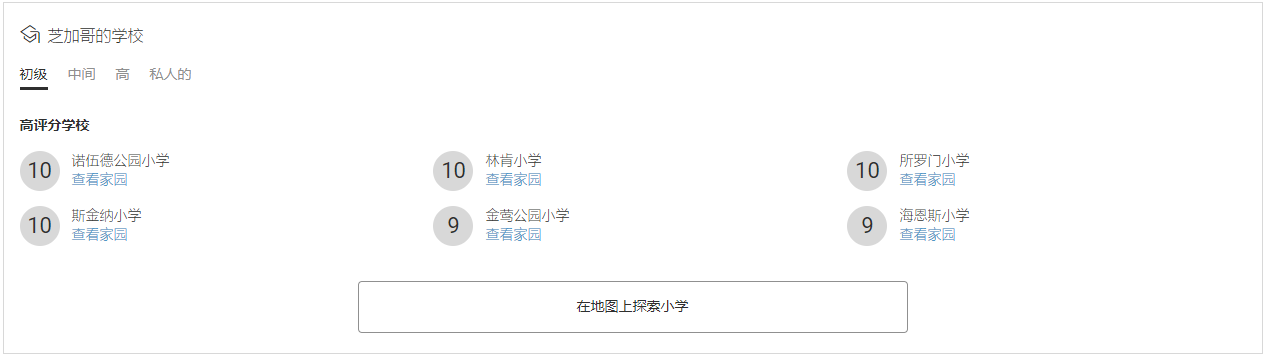 芝加哥的学校
初级 中间 高 私人的
高评分学校
10 诺伍德公园小学
查看家园
10 林肯小学
查看家园
10 所罗门小学
查看家园
10 斯金纳小学
查看家园
9 金莺公园小学
查看家园
9 海恩斯小学
查看家园
在地图上探索小学